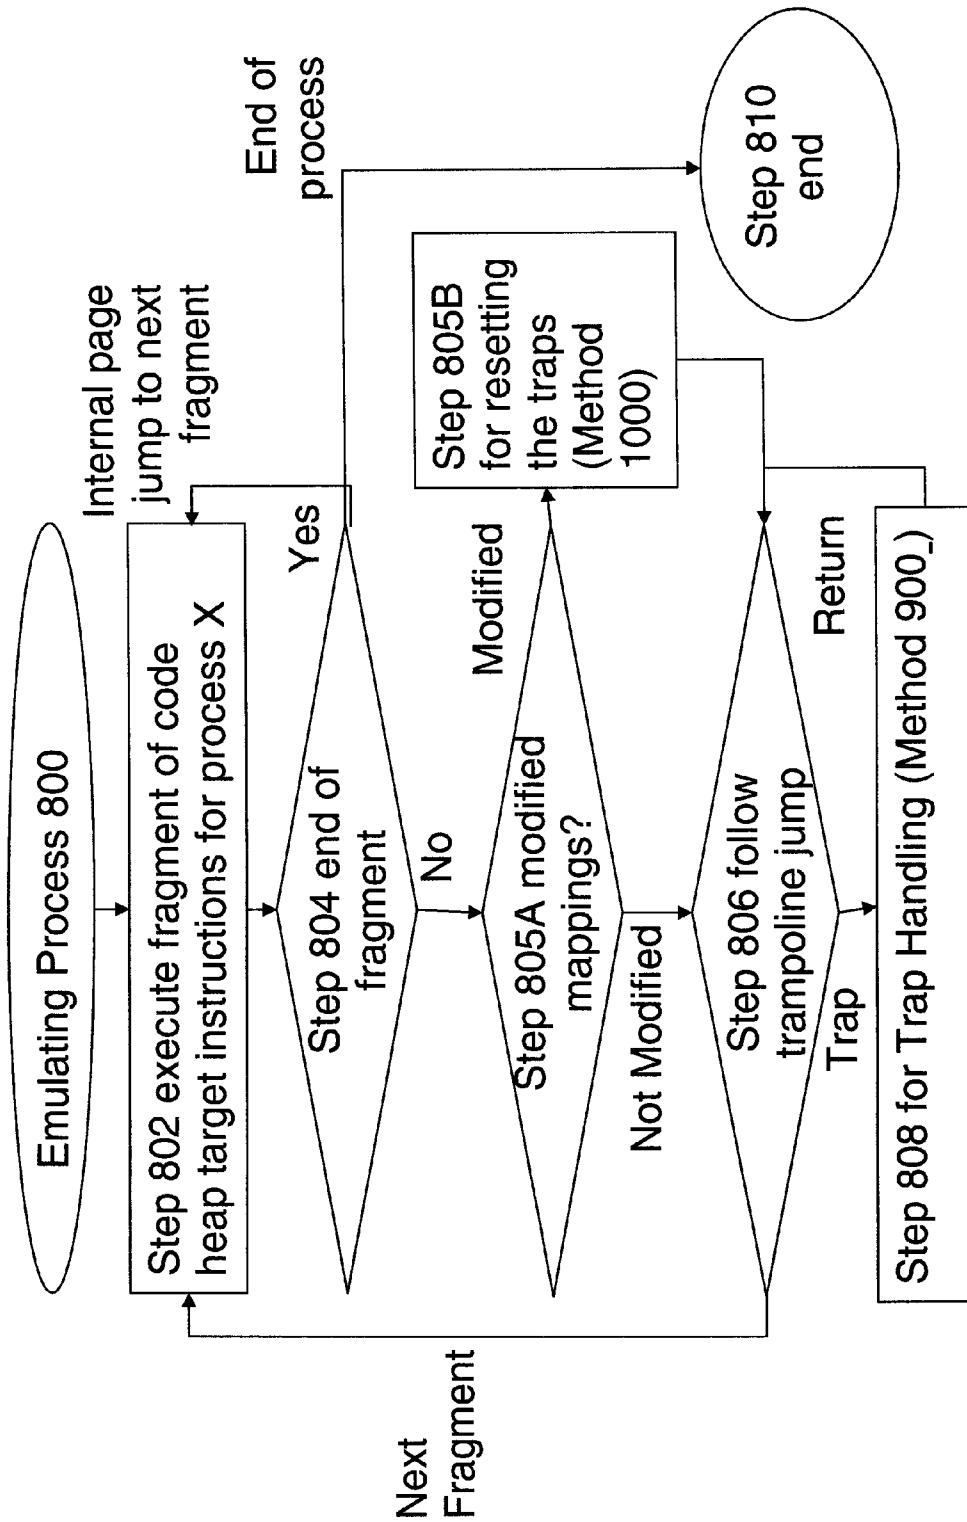 Emulating Process 800
Step 802 execute fragment of code
heap target instructions for process X
Internal page
jump to next
fragment
Step 804 end of
fragment
Yes
End of
process
No
Step 805A modified
mappings?
Modified
Step 805B
for resetting
the traps
(Method
1000)
Step 810
end
Not Modified
Step 806 follow
trampoline jump
Next
Fragment
Trap
Return
Step 808 for Trap Handling (Method 900_)